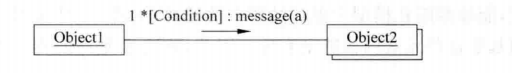 1 *[Condition] : message(a)
Object1
Object2